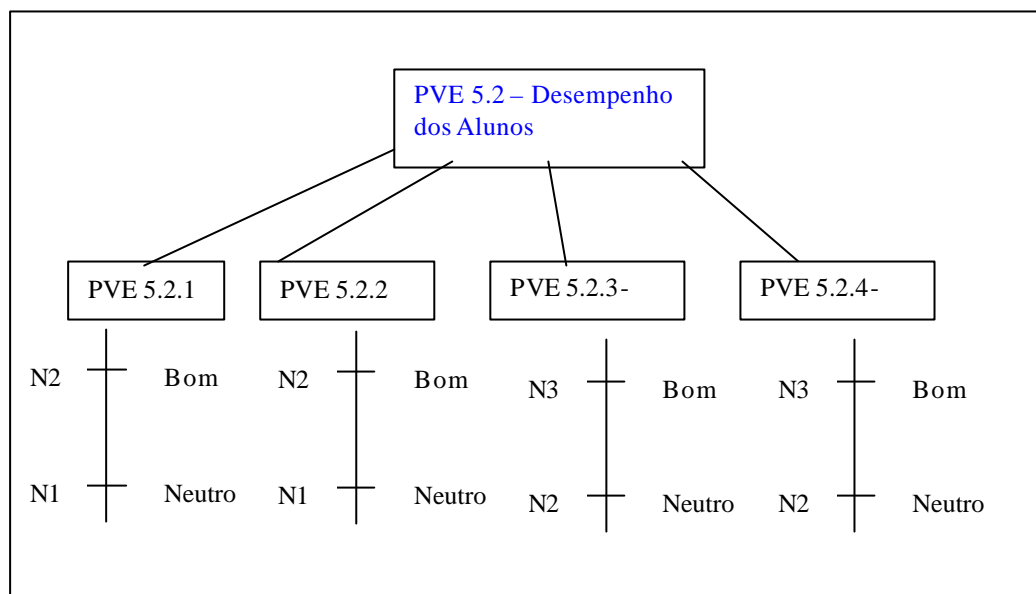 PVE 5.2 – Desempenho
dos Alunos
PVE 5.2.1
PVE 5.2.2
PVE 5.2.3-
PVE 5.2.4-
N2 Bom
N2 Bom
N3 Bom
N3 Bom
N1 Neutro
N1 Neutro
N2 Neutro
N2 Neutro